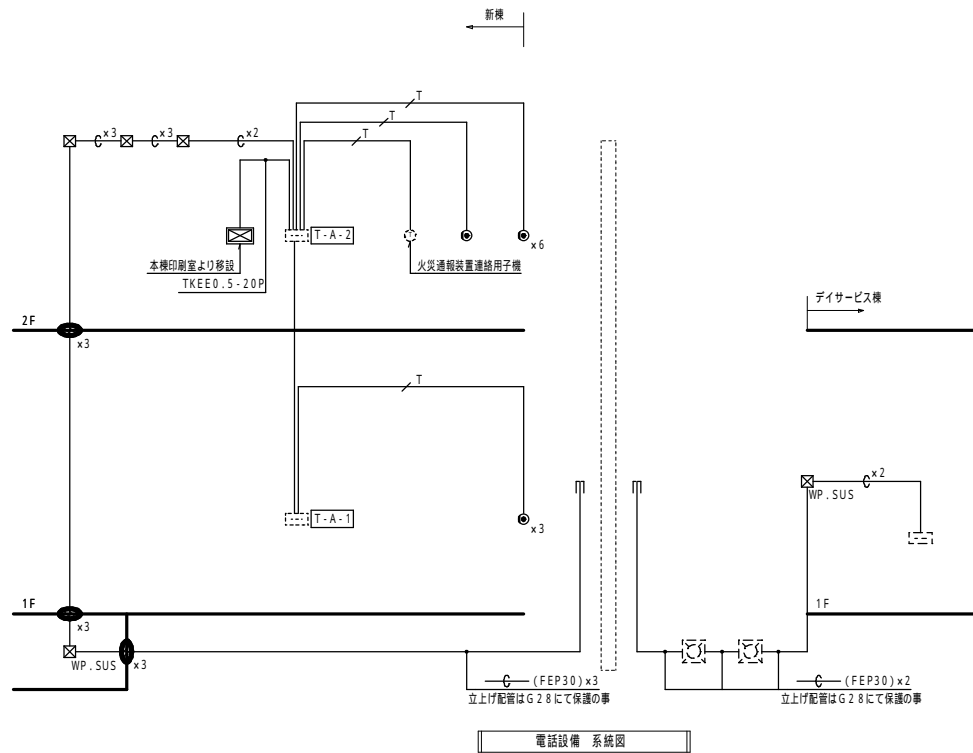 新棟
T
T
T
x3
x3
x2
T-A-2
x6
本棟印刷室より移設
火災通報装置連絡用子機
TKEE0.5-20P
デイサービス棟
2F
x3
T
x2
WP.SUS
T-A-1
x3
1F
1F
x3
WP.SUS
x3
(FEP30)x3
(FEP30)x2
立上げ配管はG28にて保護の事
立上げ配管はG28にて保護の事
電話設備 系統図